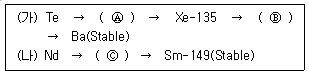 (가) Te → ( Ⓐ ) → Xe-135 → ( Ⓑ )
→ Ba(Stable)
(나) Nd → ( Ⓒ ) → Sm-149(Stable)